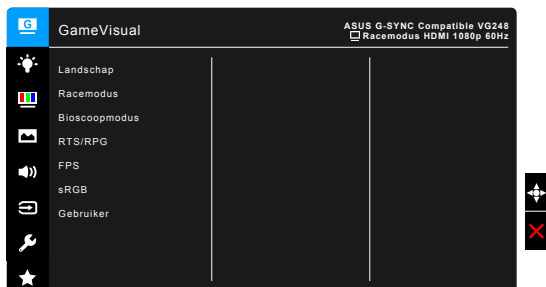 G
GameVisual
ASUS G-SYNC Compatible VG248
Racemodus HDMI 1080p 60Hz
Landschap
Racemodus
Bioscoopmodus
RTS/RPG
FPS
sRGB
Gebruiker